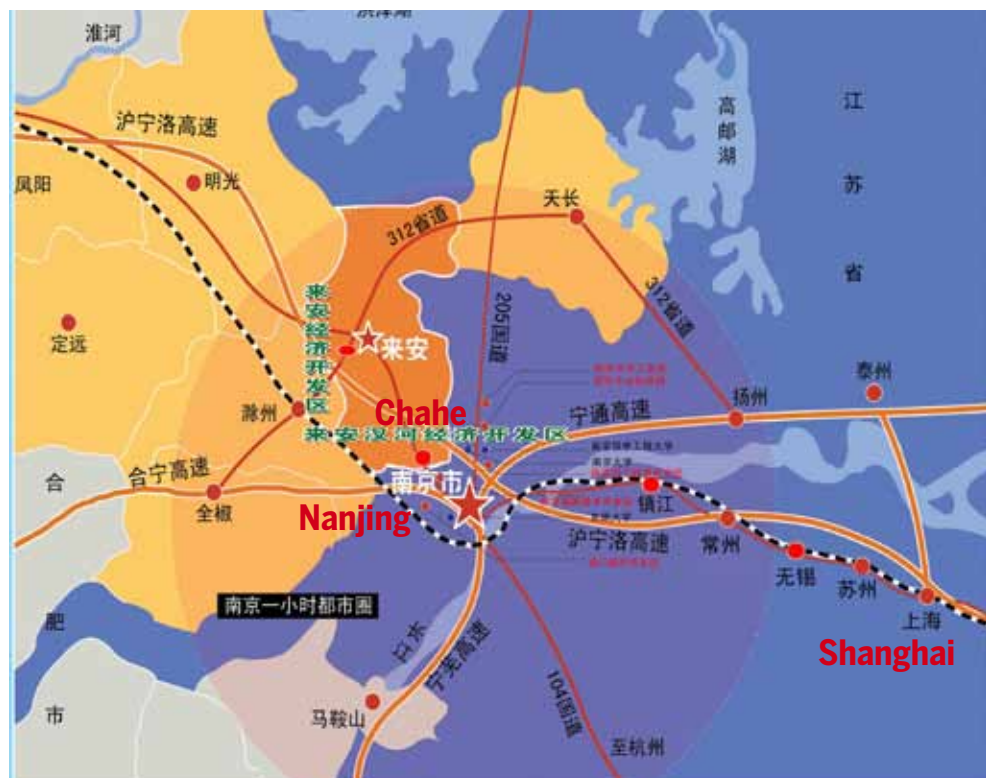 淮河
沪宁洛高速
凤阳
明光
高邮湖
江苏省
天长
312省道
312省道
205国道
来安经济开发区
定远
来安
滁州
Chahe
来安汊河经济开发区
宁通高速
扬州
泰州
合宁高速
南京大学
南京市
全椒
Nanjing
镇江
沪宁洛高速
常州
无锡
苏州
上海
Shanghai
合肥市
南京一小时都市圈
长江
宁芜高速
马鞍山
104国道
至杭州